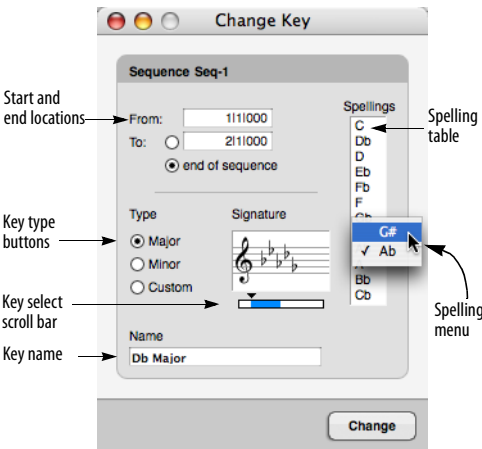 Change Key
Sequence Seq-1
Start and
end locations
From:
1|1|000
To:
2|1|000
end of sequence
Spellings
C
Db
D
Eb
Fb
F
Gb
G#
✓ Ab
A
Bb
Cb
Spelling
table
Spelling
menu
Key type
buttons
Type
Major
Minor
Custom
Signature
Key select
scroll bar
Key name
Name
Db Major
Change